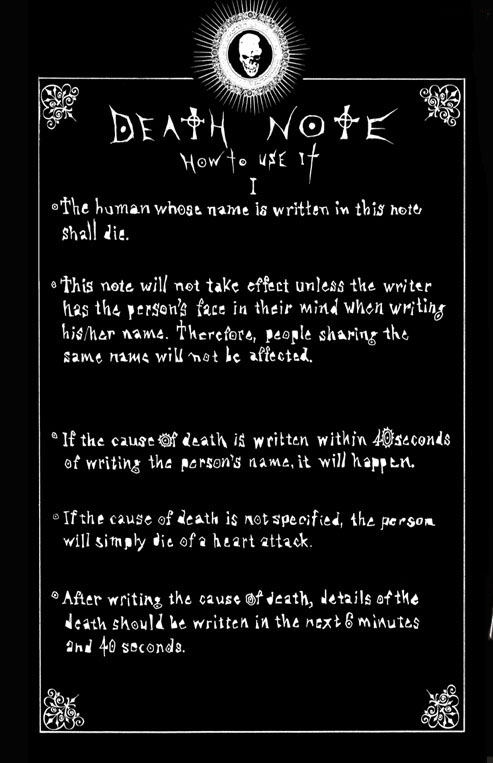 DEATH NOTE
HOW to USE It
I
The human whose name is written in this note
shall die.
This note will not take effect unless the writer
has the person's face in their mind when writing
his/her name. Therefore, people sharing the
same name will not be affected.
If the cause of death is written within 40seconds
of writing the person's name, it will happen.
If the cause of death is not specified, the person
will simply die of a heart attack.
After writing the cause of death, details of the
death should be written in the next 6 minutes
and 40 seconds.